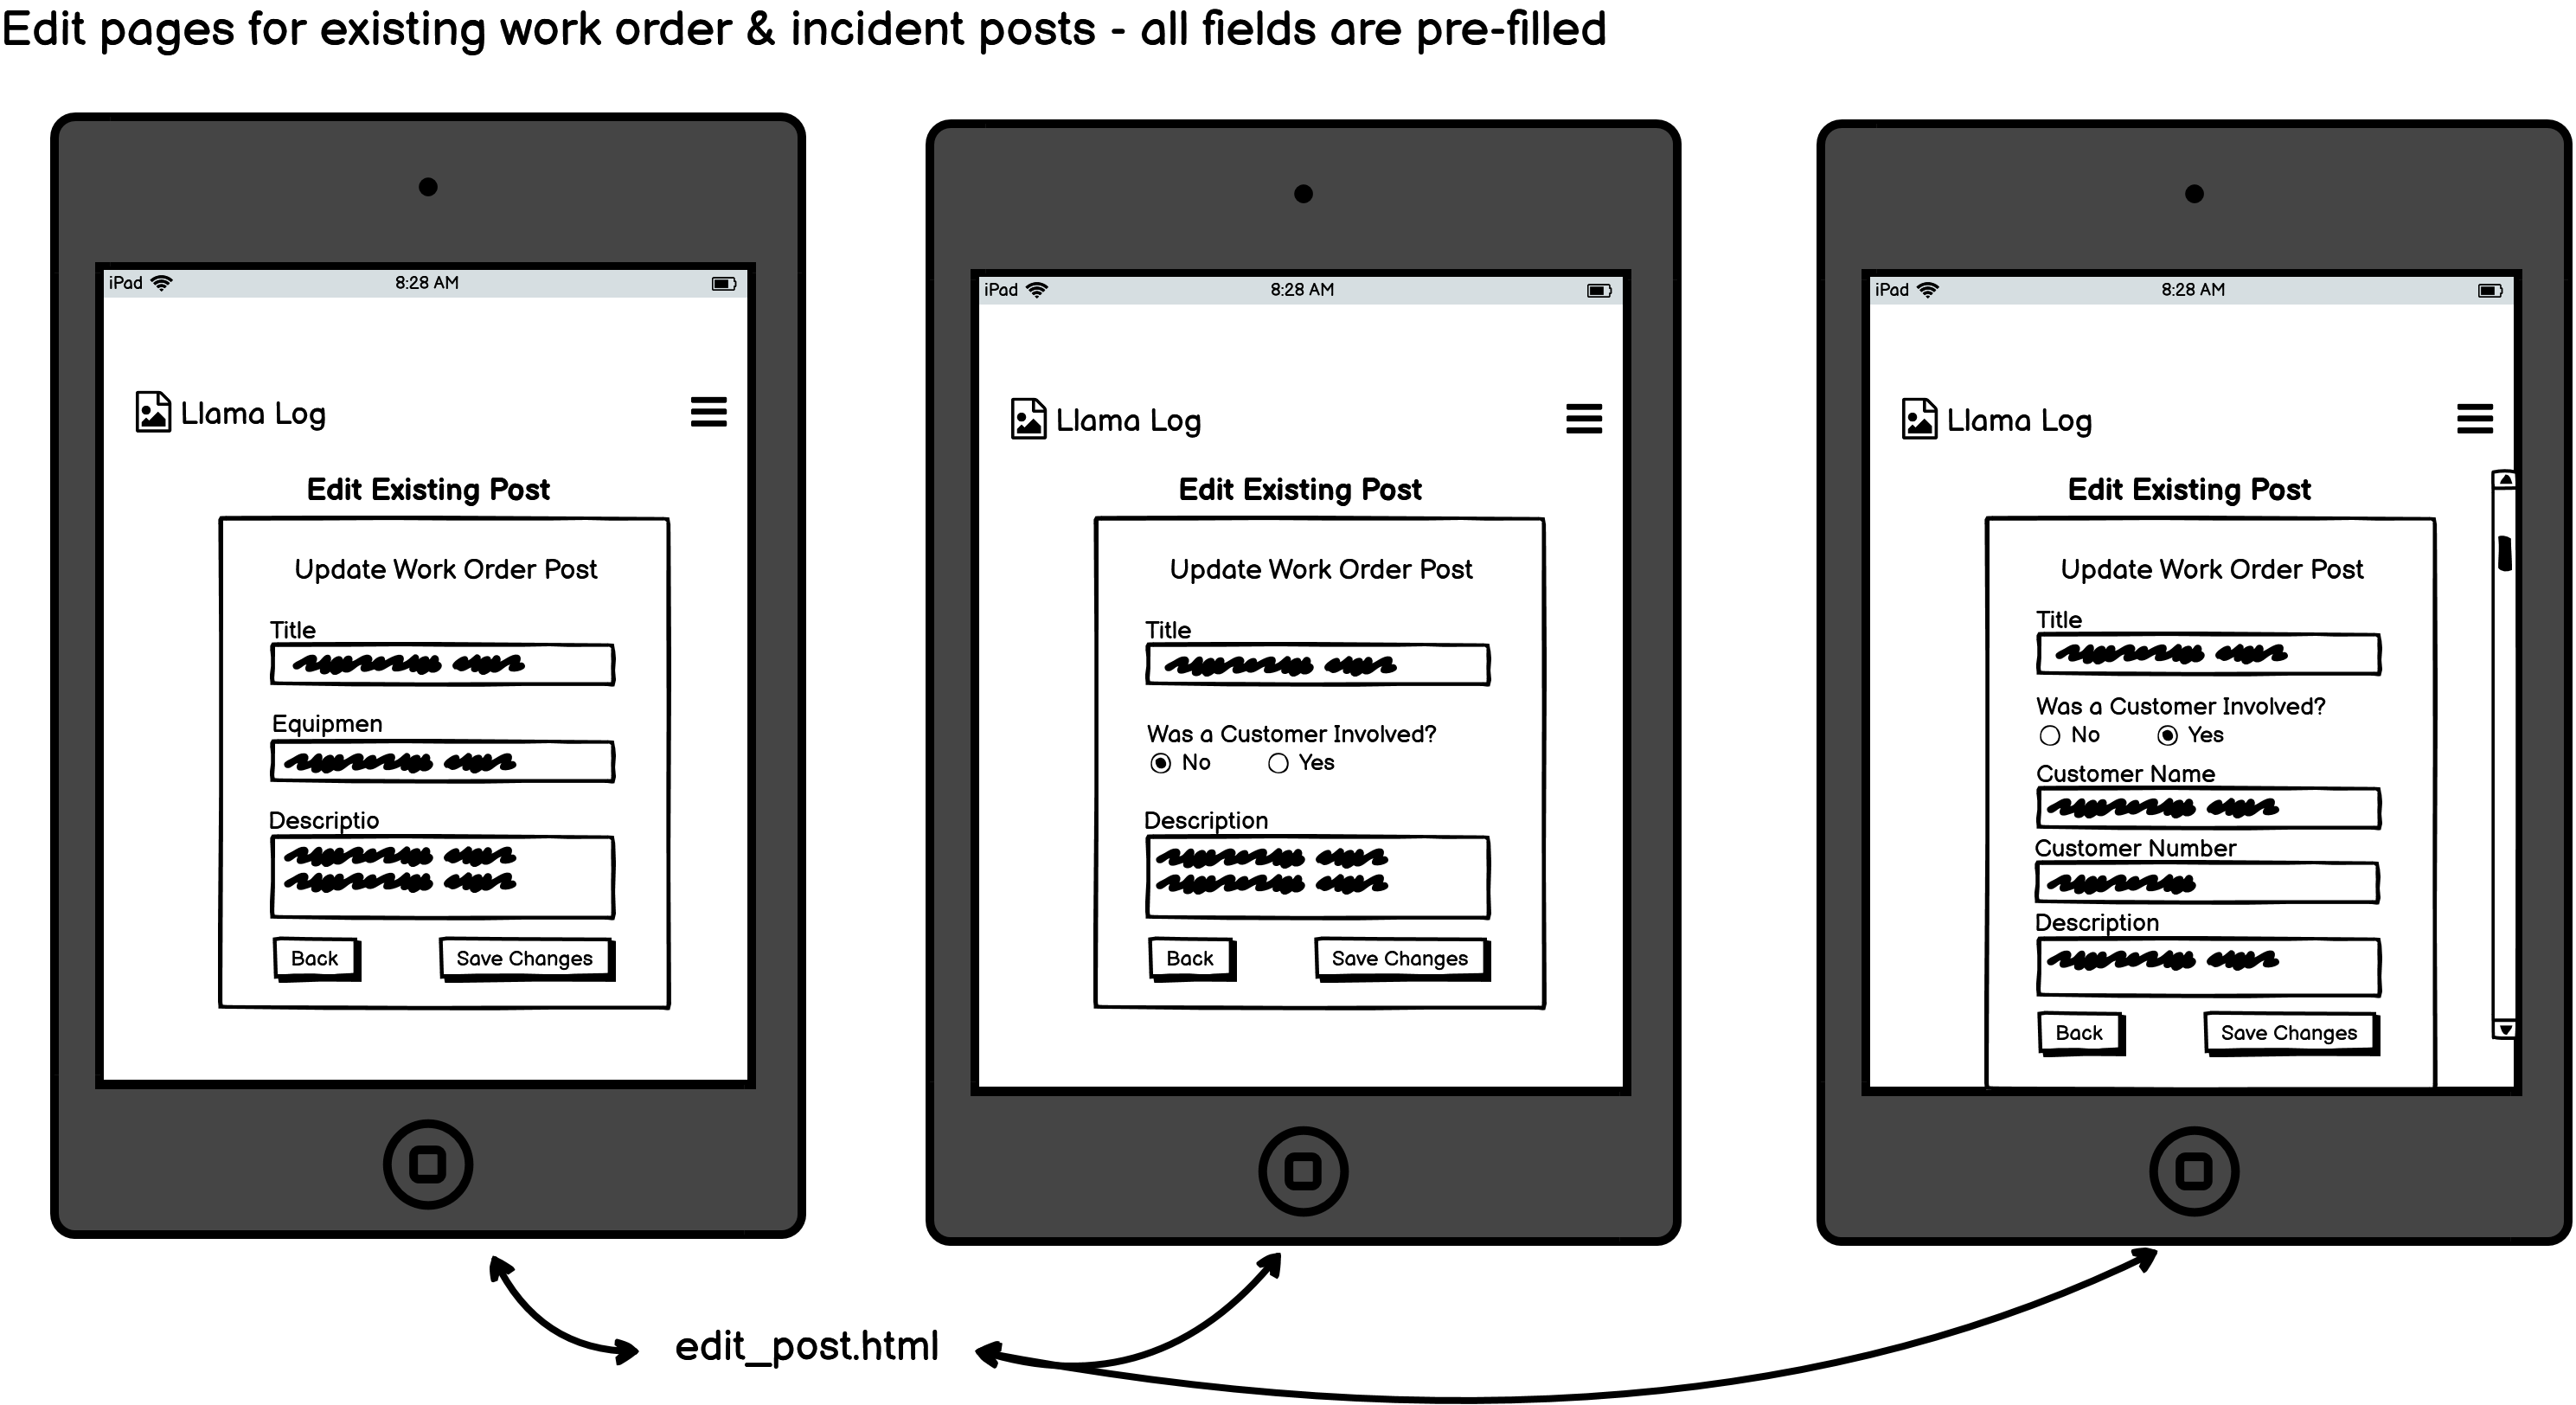 Edit pages for existing work order & incident posts - all fields are pre-filled
iPad 8:28 AM
Llama Log
Edit Existing Post
Update Work Order Post
Title
Equipmen
Descriptio
Back Save Changes
iPad 8:28 AM
Llama Log
Edit Existing Post
Update Work Order Post
Title
Was a Customer Involved?
No Yes
Description
Back Save Changes
iPad 8:28 AM
Llama Log
Edit Existing Post
Update Work Order Post
Title
Was a Customer Involved?
No Yes
Customer Name
Customer Number
Description
Back Save Changes
edit_post.html